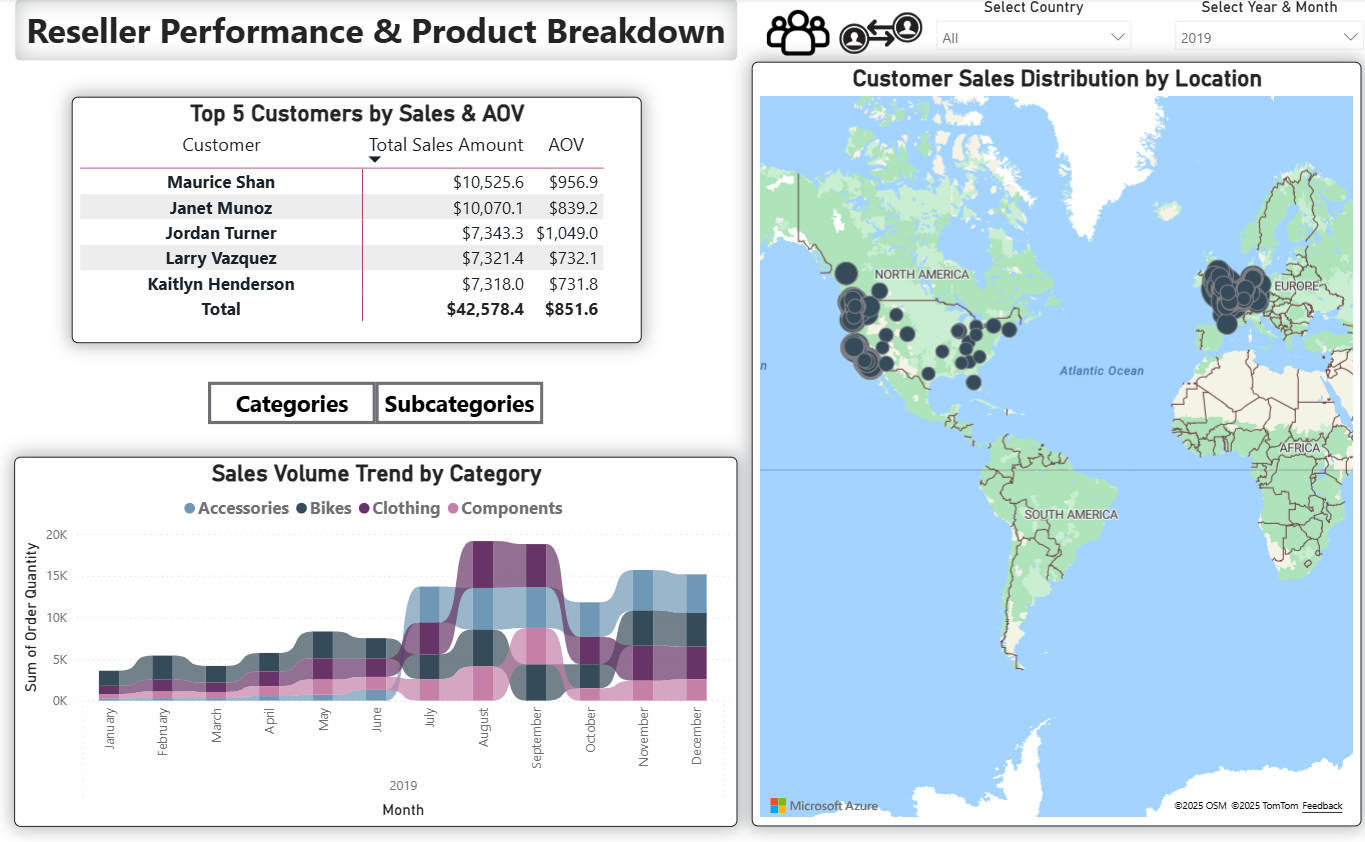 Reseller Performance & Product Breakdown
Select Country
All
Select Year & Month
2019
Top 5 Customers by Sales & AOV
Customer Total Sales Amount AOV
Maurice Shan $10,525.6 $956.9
Janet Munoz $10,070.1 $839.2
Jordan Turner $7,343.3 $1,049.0
Larry Vazquez $7,321.4 $732.1
Kaitlyn Henderson $7,318.0 $731.8
Total $42,578.4 $851.6
Categories Subcategories
Sales Volume Trend by Category
Accessories Bikes Clothing Components
Sum of Order Quantity
20K
15K
10K
5K
0K
January February March April May June July August September October November December
2019
Month
Customer Sales Distribution by Location
NORTH AMERICA
EUROPE
n
Atlantic Ocean
AFRICA
SOUTH AMERICA
Microsoft Azure
©2025 OSM ©2025 TomTom Feedback